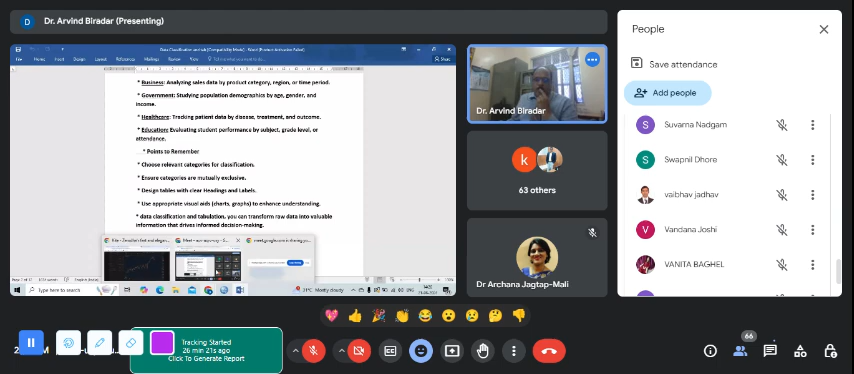 D Dr. Arvind Biradar (Presenting)
* Business: Analyzing sales data by product category, region, or time period.
* Government: Studying population demographics by age, gender, and
income.
* Healthcare: Tracking patient data by disease, treatment, and outcome.
* Education: Evaluating student performance by subject, grade level, or
attendance.
* Points to Remember
* Choose relevant categories for classification.
* Ensure categories are mutually exclusive.
* Design tables with clear Headings and Labels.
* Use appropriate visual aids (charts, graphs) to enhance understanding.
* data classification and tabulation, you can transform raw data into valuable
information that drives informed decision-making.
Type here to search
Mostly cloudy
Dr. Arvind Biradar
k
63 others
Dr Archana Jagtap-Mali
People
Save attendance
Add people
S Suvarna Nadgam
S Swapnil Dhore
vaibhav jadhav
V Vandana Joshi
VANITA BAGHEL
Tracking Started
26 min 21s ago
Click To Generate Report
66